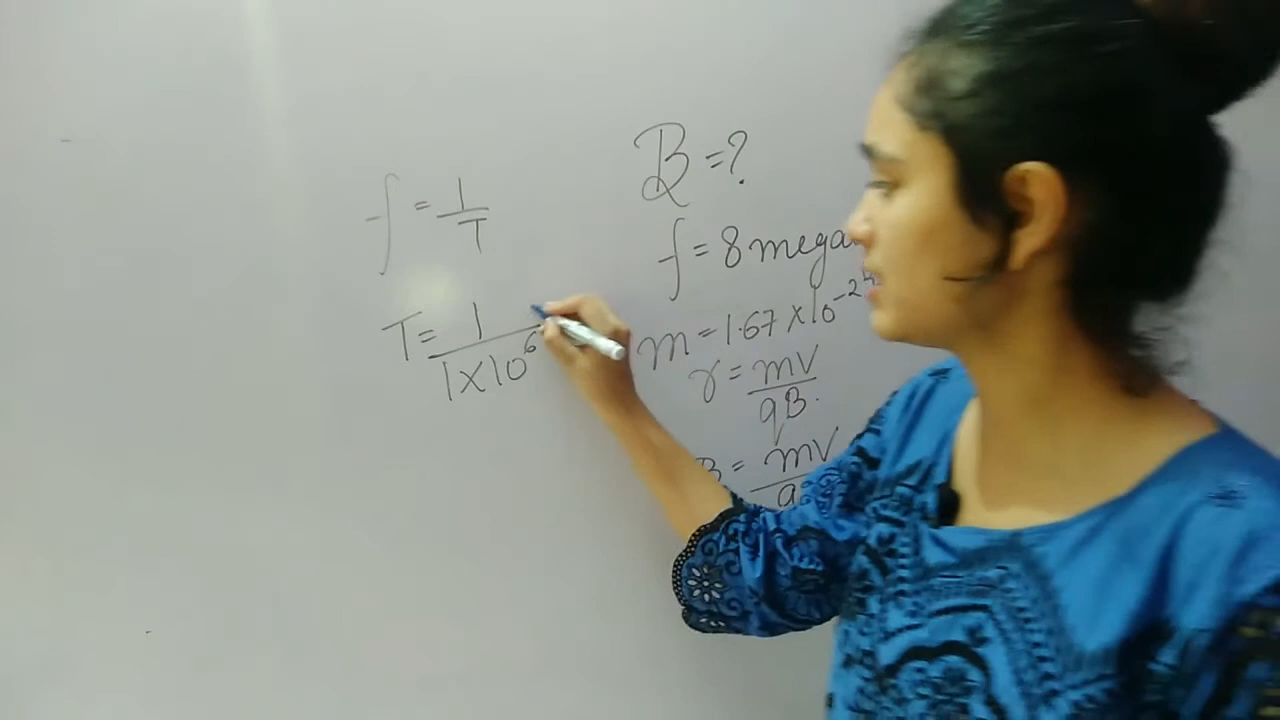 B = ?
f = 1/T
f = 8 mega
T = 1/1×10⁶
m = 1.67 × 10⁻²
r = mv/qB
B = mv/q